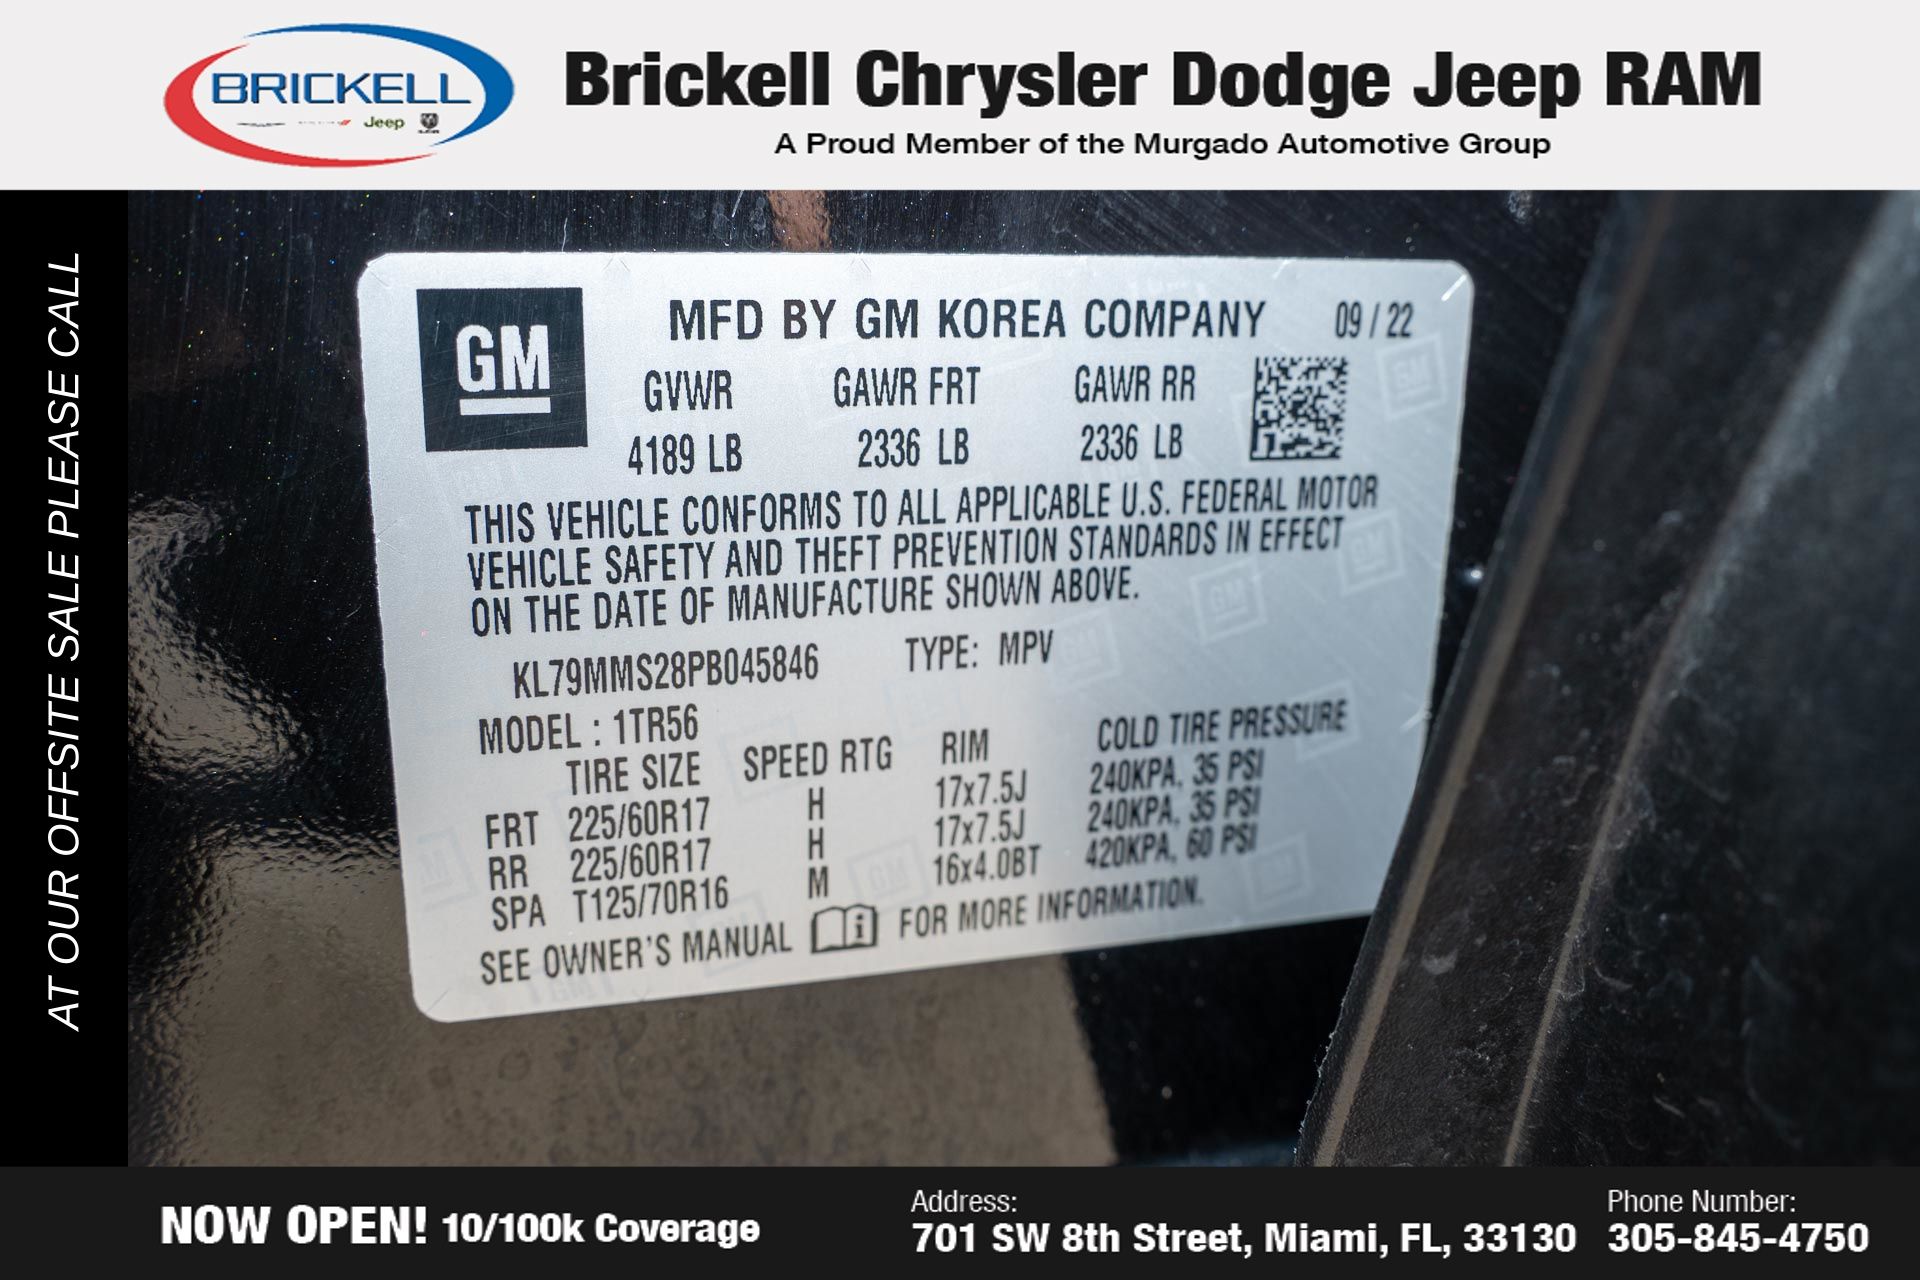 BRICKELL
Jeep
Brickell Chrysler Dodge Jeep RAM
A Proud Member of the Murgado Automotive Group
AT OUR OFFSITE SALE PLEASE CALL
GM
MFD BY GM KOREA COMPANY 09 / 22
GVWR GAWR FRT GAWR RR
4189 LB 2336 LB 2336 LB
THIS VEHICLE CONFORMS TO ALL APPLICABLE U.S. FEDERAL MOTOR
VEHICLE SAFETY AND THEFT PREVENTION STANDARDS IN EFFECT
ON THE DATE OF MANUFACTURE SHOWN ABOVE.
KL79MMS28PB045846 TYPE: MPV
MODEL : 1TR56
TIRE SIZE SPEED RTG RIM COLD TIRE PRESSURE
FRT 225/60R17 H 17x7.5J 240KPA, 35 PSI
RR 225/60R17 H 17x7.5J 240KPA, 35 PSI
SPA T125/70R16 M 16x4.0BT 420KPA, 60 PSI
SEE OWNER'S MANUAL FOR MORE INFORMATION.
NOW OPEN! 10/100k Coverage
Address:
701 SW 8th Street, Miami, FL, 33130
Phone Number:
305-845-4750